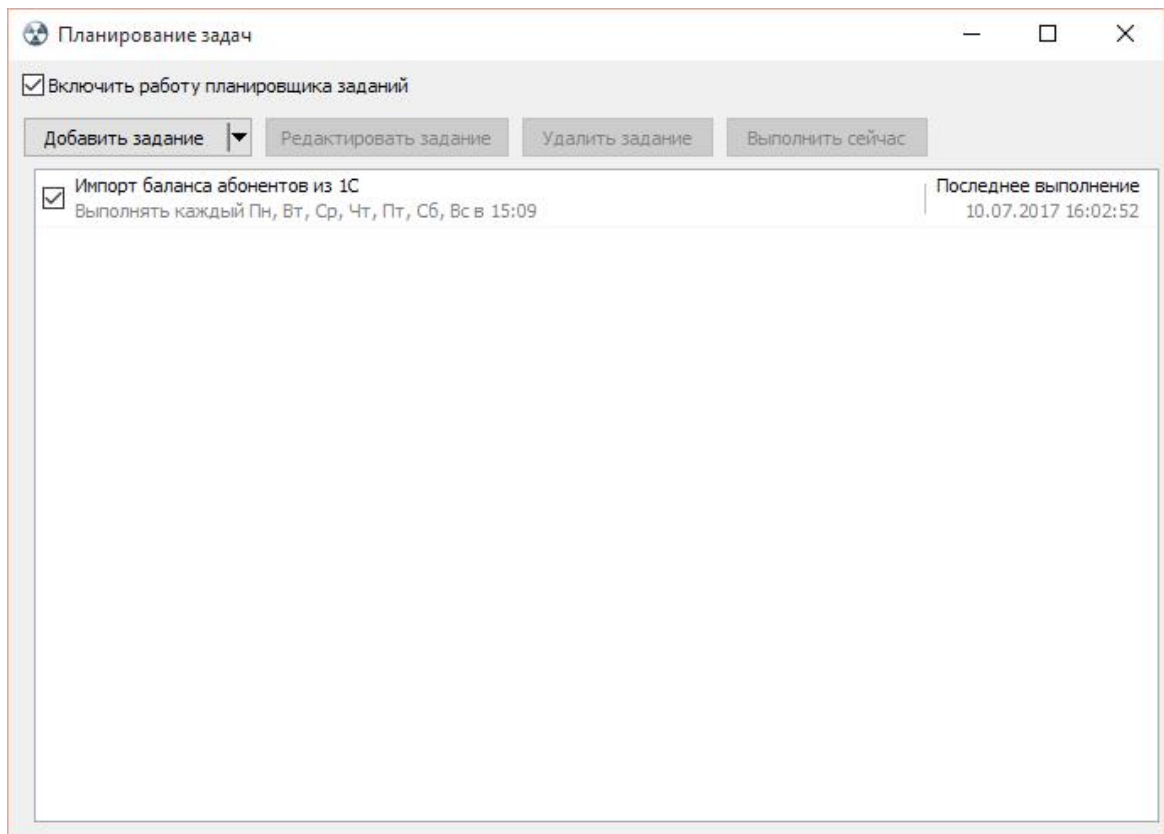 Планирование задач
Включить работу планировщика заданий
Добавить задание Редактировать задание Удалить задание Выполнить сейчас
Импорт баланса абонентов из 1С Последнее выполнение
Выполнять каждый Пн, Вт, Ср, Чт, Пт, Сб, Вс в 15:09 10.07.2017 16:02:52